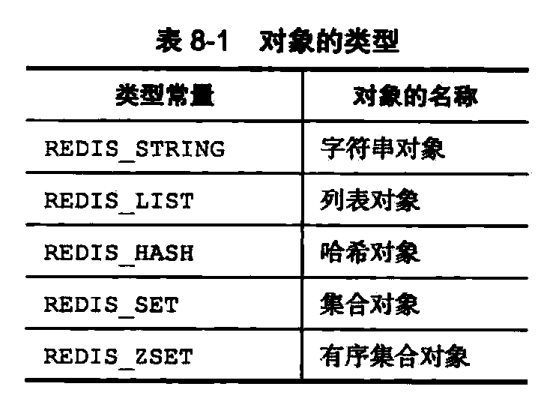 表 8-1 对象的类型
类型常量 对象的名称
REDIS_STRING 字符串对象
REDIS_LIST 列表对象
REDIS_HASH 哈希对象
REDIS_SET 集合对象
REDIS_ZSET 有序集合对象